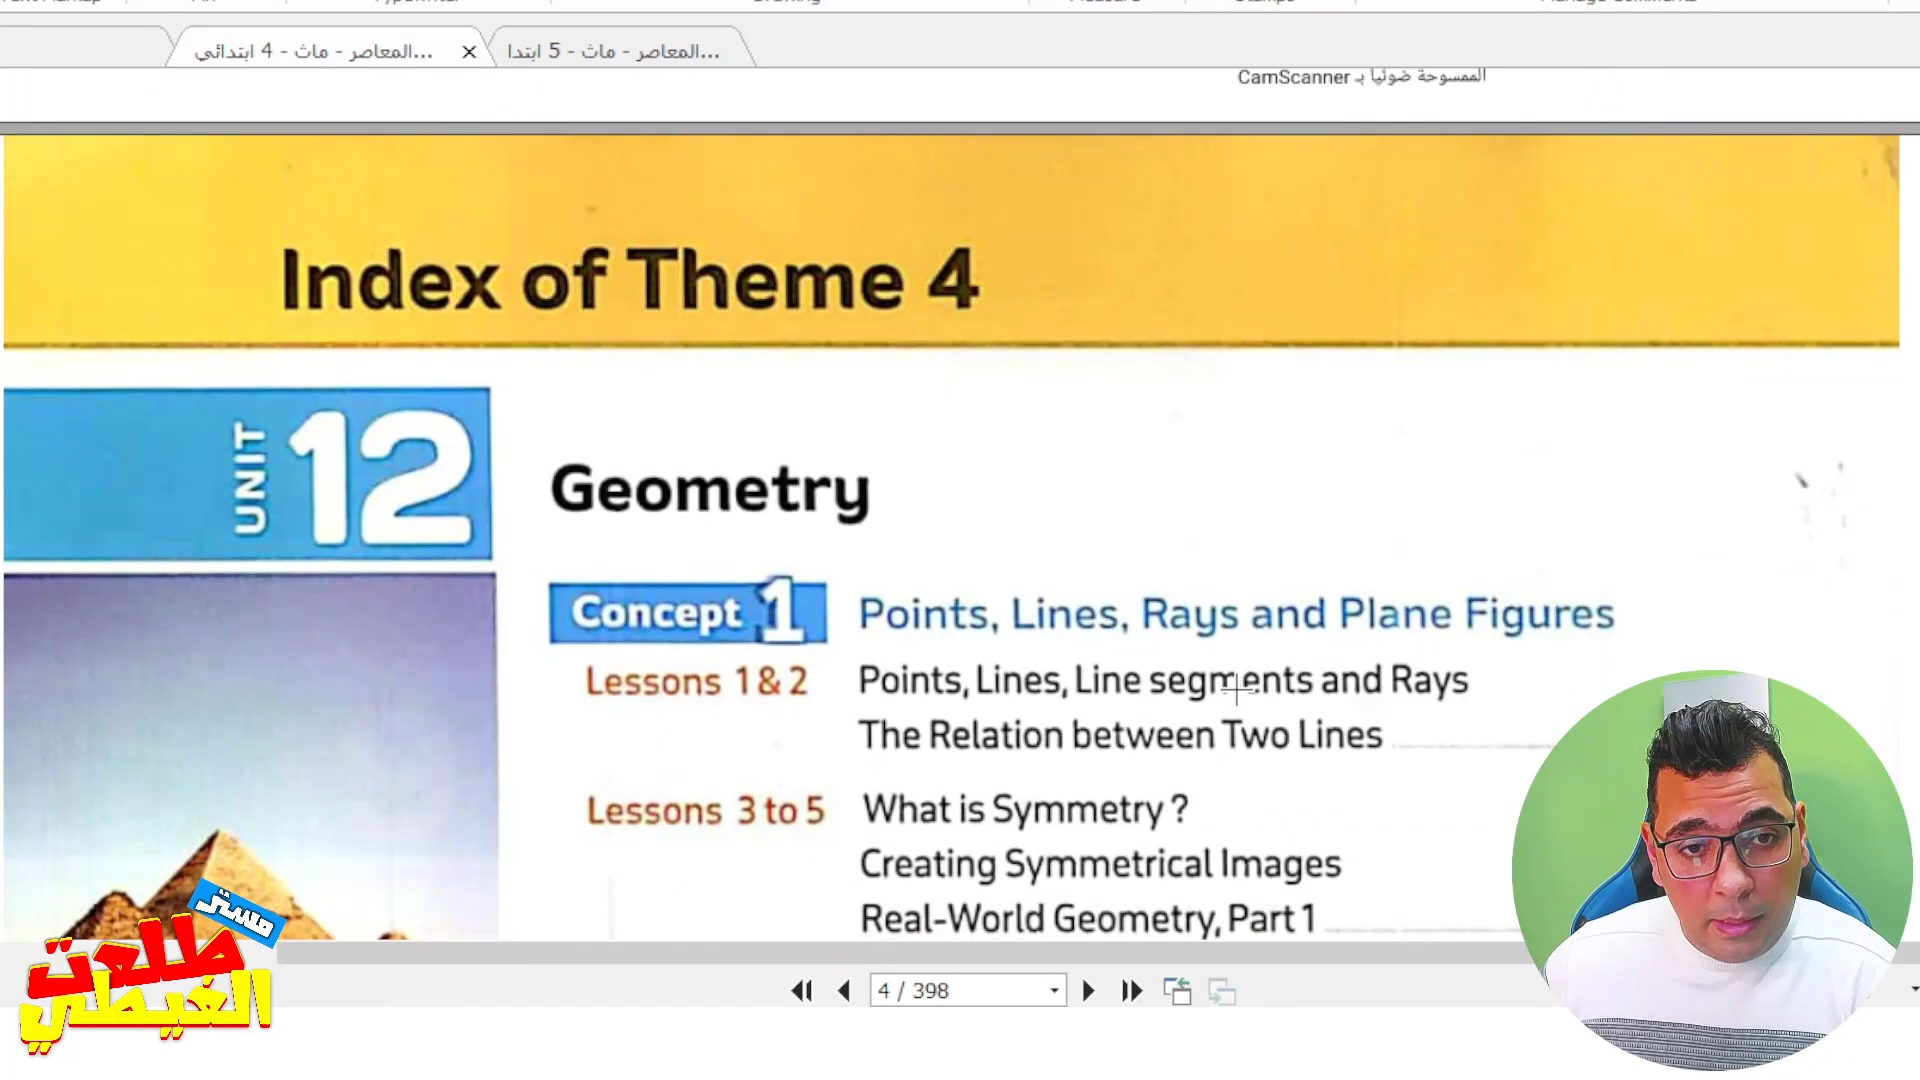 المعاصر - ماث - 4 ابتدائي...
المعاصر - ماث - 5 ابتدا...
الممسوحة ضوئيا بـ CamScanner
Index of Theme 4
UNIT 12
Geometry
Concept 1 Points, Lines, Rays and Plane Figures
Lessons 1 & 2 Points, Lines, Line segments and Rays
The Relation between Two Lines
Lessons 3 to 5 What is Symmetry ?
Creating Symmetrical Images
Real-World Geometry, Part 1
مستر
طلعت
الغيطي
4 / 398